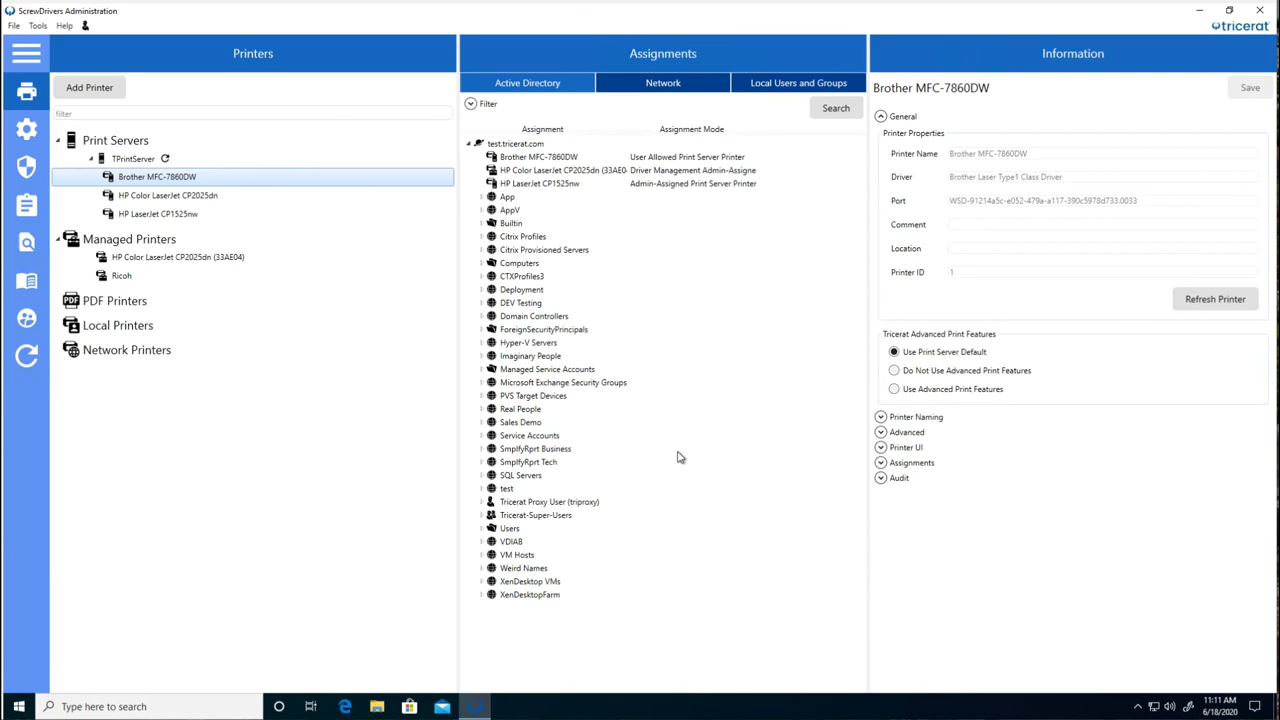 ScrewDrivers Administration
File Tools Help
tricerat
Printers
Assignments
Information
Add Printer
filter
Print Servers
TPrintServer
Brother MFC-7860DW
HP Color LaserJet CP2025dn
HP LaserJet CP1525nw
Managed Printers
HP Color LaserJet CP2025dn (33AE04)
Ricoh
PDF Printers
PDF
Local Printers
Network Printers
Active Directory
Network
Local Users and Groups
Filter
Search
Assignment Assignment Mode
test.tricerat.com
Brother MFC-7860DW User Allowed Print Server Printer
HP Color LaserJet CP2025dn (33AE0 Driver Management Admin-Assigne
HP LaserJet CP1525nw Admin-Assigned Print Server Printer
App
AppV
Builtin
Citrix Profiles
Citrix Provisioned Servers
Computers
CTXProfiles3
Deployment
DEV Testing
Domain Controllers
ForeignSecurityPrincipals
Hyper-V Servers
Imaginary People
Managed Service Accounts
Microsoft Exchange Security Groups
PVS Target Devices
Real People
Sales Demo
Service Accounts
SmplfyRprt Business
SmplfyRprt Tech
SQL Servers
test
Tricerat Proxy User (triproxy)
Tricerat-Super-Users
Users
VDIAB
VM Hosts
Weird Names
XenDesktop VMs
XenDesktopFarm
Brother MFC-7860DW
Save
General
Printer Properties
Printer Name Brother MFC-7860DW
Driver Brother Laser Type1 Class Driver
Port WSD-91214a5c-e052-479a-a117-390c5978d733.0033
Comment
Location
Printer ID 1
Refresh Printer
Tricerat Advanced Print Features
Use Print Server Default
Do Not Use Advanced Print Features
Use Advanced Print Features
Printer Naming
Advanced
Printer UI
Assignments
Audit
Type here to search
11:11 AM
6/18/2020